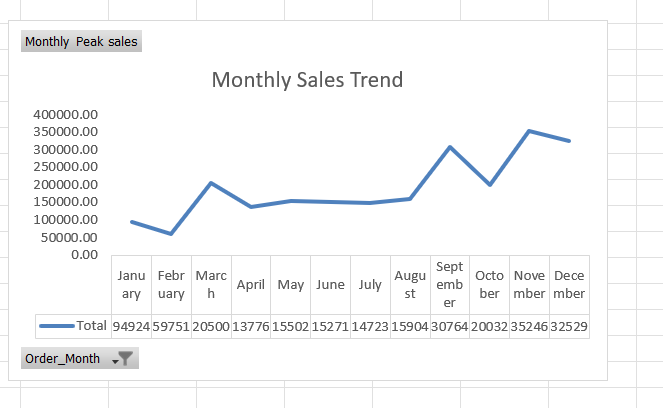 Monthly Peak sales
Monthly Sales Trend
400000.00
350000.00
300000.00
250000.00
200000.00
150000.00
100000.00
50000.00
0.00
Janu
ary
Febr
uary
Marc
h
April
May
June
July
Augu
st
Sept
emb
er
Octo
ber
Nove
mber
Dece
mber
Total 94924 59751 20500 13776 15502 15271 14723 15904 30764 20032 35246 32529
Order_Month